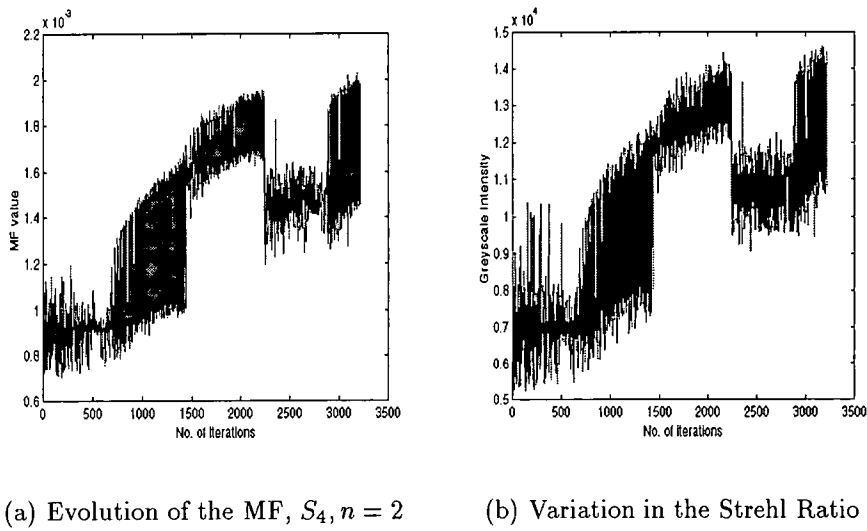 x 10⁻³
2.2
2
1.8
1.6
1.4
1.2
1
0.8
0.6
MF value
0 500 1000 1500 2000 2500 3000 3500
No. of Iterations
x 10⁴
1.5
1.4
1.3
1.2
1.1
1
0.9
0.8
0.7
0.6
0.5
Greyscale Intensity
0 500 1000 1500 2000 2500 3000 3500
No. of Iterations
(a) Evolution of the MF, S₄, n = 2
(b) Variation in the Strehl Ratio